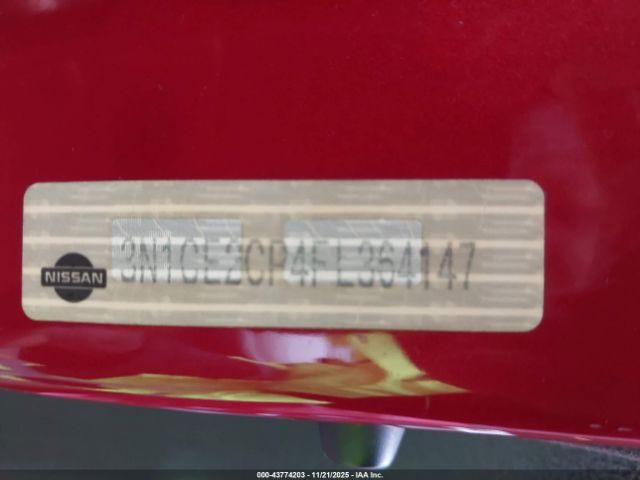 3N1CE2CP4FL364147
NISSAN
000-43774203 - 11/21/2025 - IAA Inc.